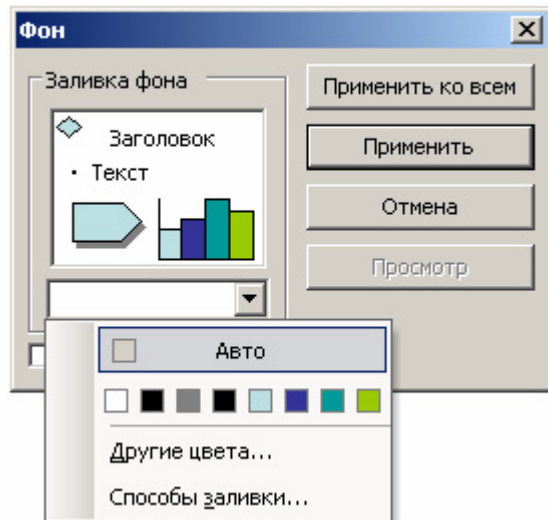 Фон
Заливка фона
Заголовок
• Текст
Применить ко всем
Применить
Отмена
Просмотр
Авто
Другие цвета...
Способы заливки...